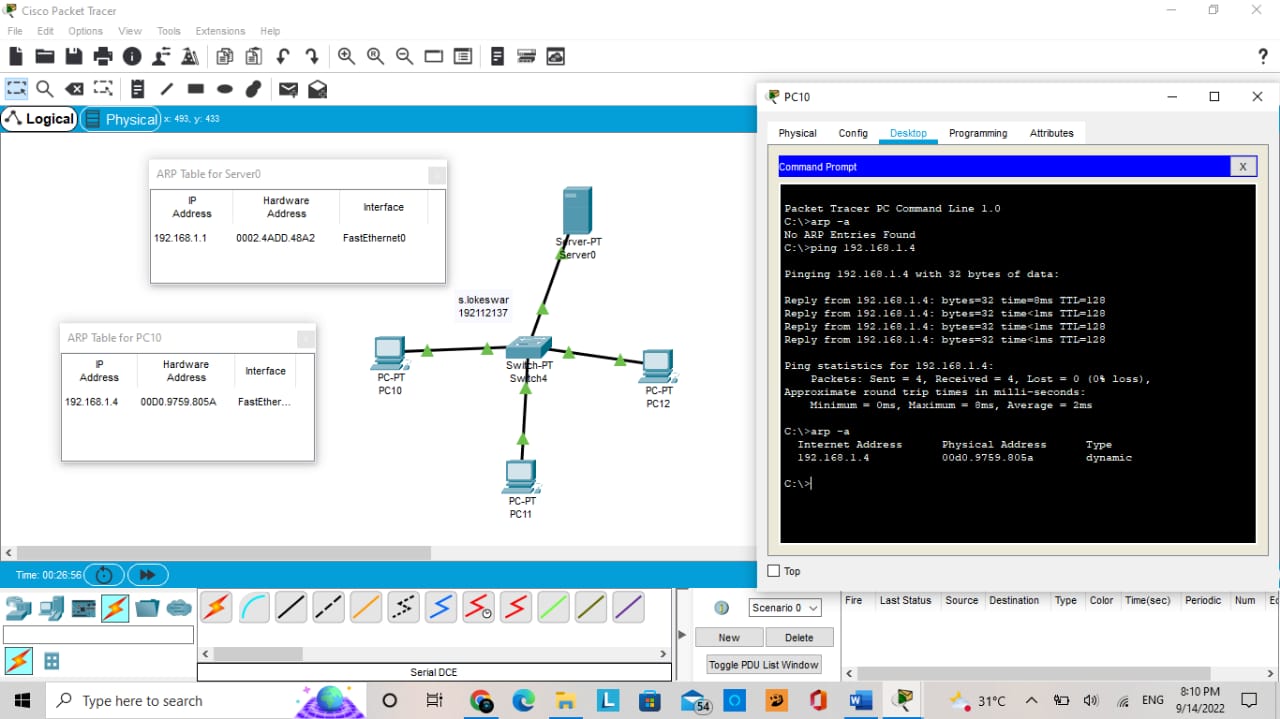 Cisco Packet Tracer
File Edit Options View Tools Extensions Help
?
Logical Physical x: 493, y: 433
ARP Table for Server0
IP Address Hardware Address Interface
192.168.1.1 0002.4ADD.48A2 FastEthernet0
Server-PT
Server0
s.lokeswar
192112137
ARP Table for PC10
IP Address Hardware Address Interface
192.168.1.4 00D0.9759.805A FastEther...
PC-PT
PC10
Switch-PT
Switch4
PC-PT
PC12
PC-PT
PC11
PC10
Physical Config Desktop Programming Attributes
Command Prompt X
Packet Tracer PC Command Line 1.0
C:\>arp -a
No ARP Entries Found
C:\>ping 192.168.1.4
Pinging 192.168.1.4 with 32 bytes of data:
Reply from 192.168.1.4: bytes=32 time=8ms TTL=128
Reply from 192.168.1.4: bytes=32 time<1ms TTL=128
Reply from 192.168.1.4: bytes=32 time<1ms TTL=128
Reply from 192.168.1.4: bytes=32 time<1ms TTL=128
Ping statistics for 192.168.1.4:
Packets: Sent = 4, Received = 4, Lost = 0 (0% loss),
Approximate round trip times in milli-seconds:
Minimum = 0ms, Maximum = 8ms, Average = 2ms
C:\>arp -a
Internet Address Physical Address Type
192.168.1.4 00d0.9759.805a dynamic
C:\>
Top
Time: 00:26:56
Serial DCE
Scenario 0
New Delete
Toggle PDU List Window
Fire Last Status Source Destination Type Color Time(sec) Periodic Num
Type here to search
54
31°C
ENG
8:10 PM
9/14/2022